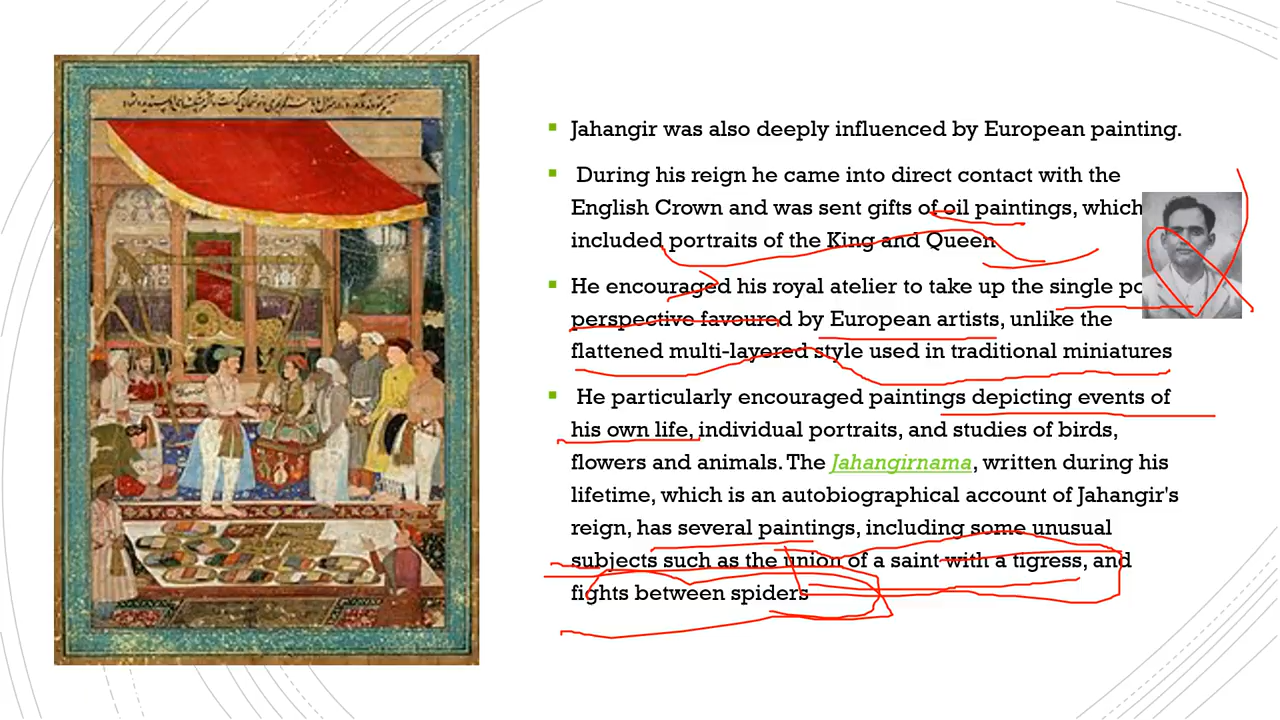 Jahangir was also deeply influenced by European painting.
During his reign he came into direct contact with the
English Crown and was sent gifts of oil paintings, which
included portraits of the King and Queen
He encouraged his royal atelier to take up the single
perspective favoured by European artists, unlike the
flattened multi-layered style used in traditional miniatures
He particularly encouraged paintings depicting events of
his own life, individual portraits, and studies of birds,
flowers and animals. The Jahangirnama, written during his
lifetime, which is an autobiographical account of Jahangir's
reign, has several paintings, including some unusual
subjects such as the union of a saint with a tigress, and
fights between spiders